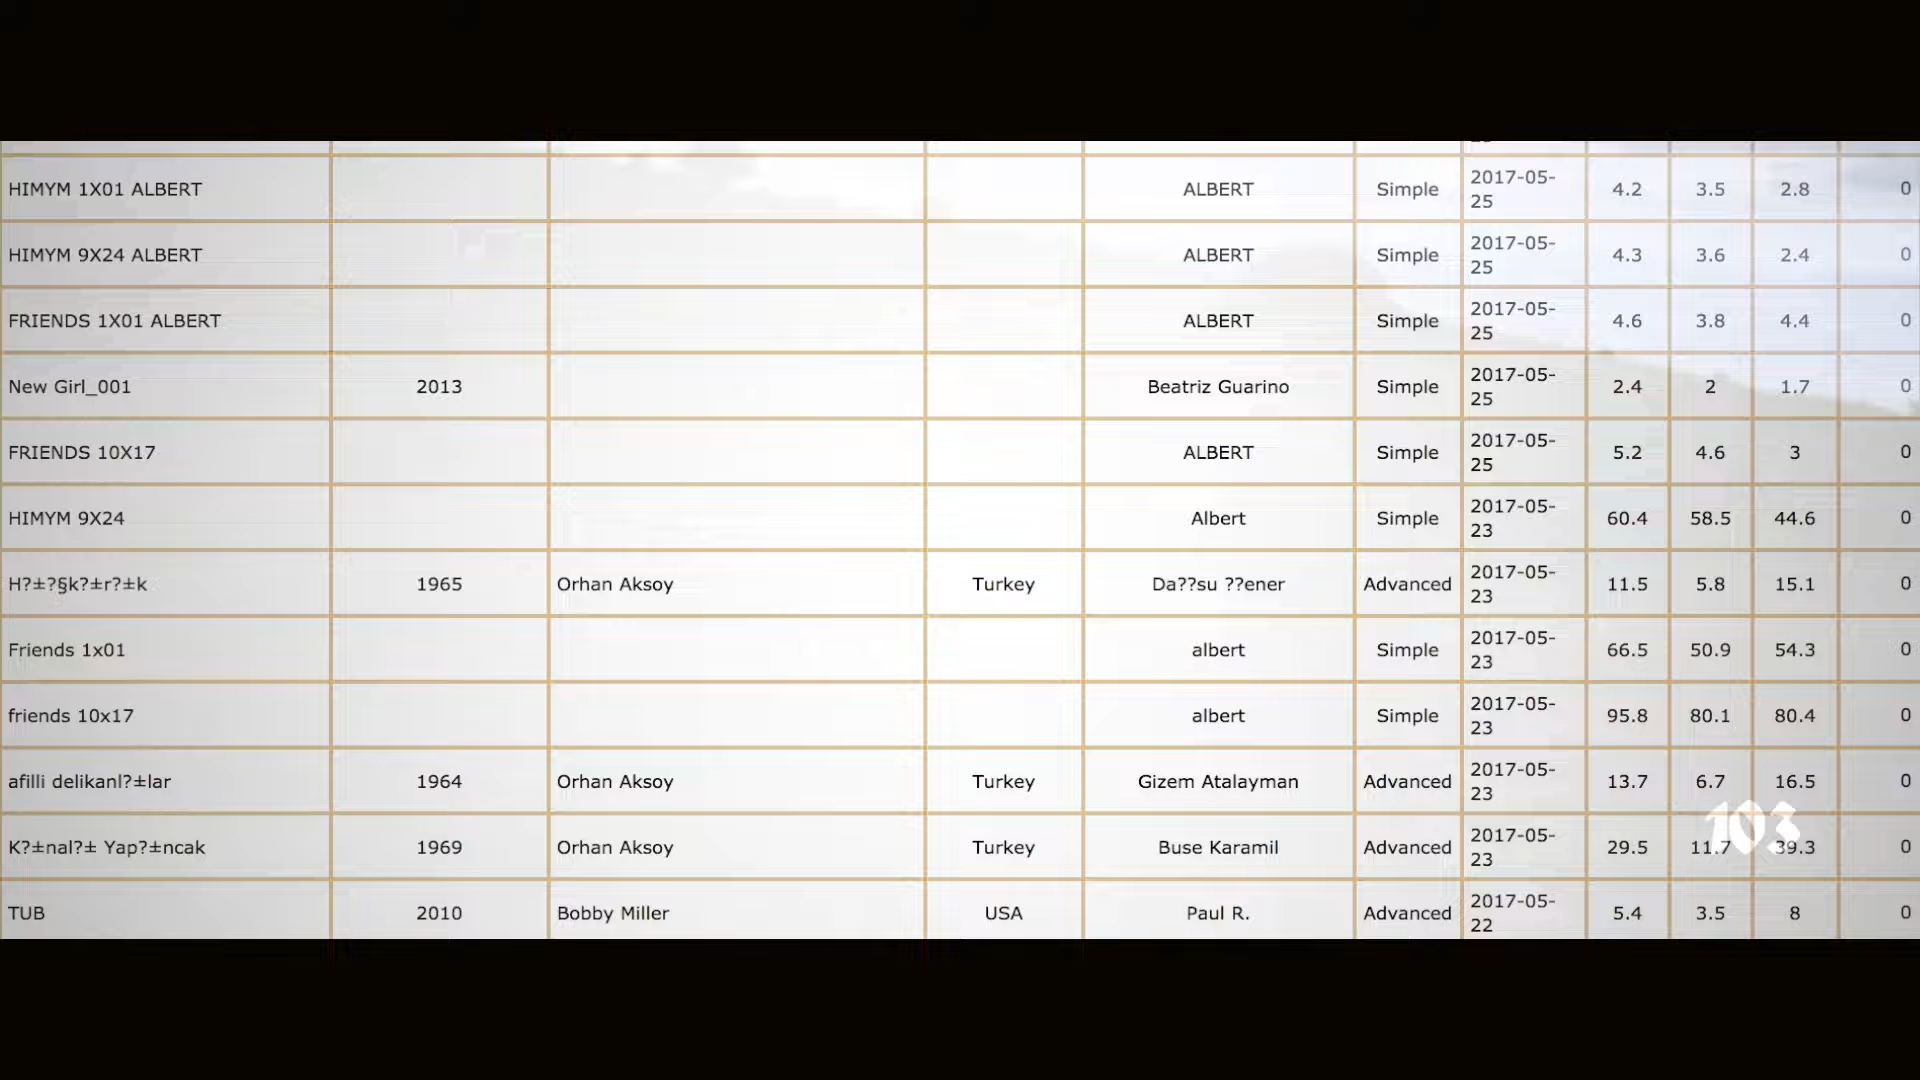 HIMYM 1X01 ALBERT ALBERT Simple 2017-05-25 4.2 3.5 2.8 0
HIMYM 9X24 ALBERT ALBERT Simple 2017-05-25 4.3 3.6 2.4 0
FRIENDS 1X01 ALBERT ALBERT Simple 2017-05-25 4.6 3.8 4.4 0
New Girl_001 2013 Beatriz Guarino Simple 2017-05-25 2.4 2 1.7 0
FRIENDS 10X17 ALBERT Simple 2017-05-25 5.2 4.6 3 0
HIMYM 9X24 Albert Simple 2017-05-23 60.4 58.5 44.6 0
H?±?§k?±r?±k 1965 Orhan Aksoy Turkey Da??su ??ener Advanced 2017-05-23 11.5 5.8 15.1 0
Friends 1x01 albert Simple 2017-05-23 66.5 50.9 54.3 0
friends 10x17 albert Simple 2017-05-23 95.8 80.1 80.4 0
afilli delikanl?±lar 1964 Orhan Aksoy Turkey Gizem Atalayman Advanced 2017-05-23 13.7 6.7 16.5 0
103
K?±nal?± Yap?±ncak 1969 Orhan Aksoy Turkey Buse Karamil Advanced 2017-05-23 29.5 11.7 39.3 0
TUB 2010 Bobby Miller USA Paul R. Advanced 2017-05-22 5.4 3.5 8 0